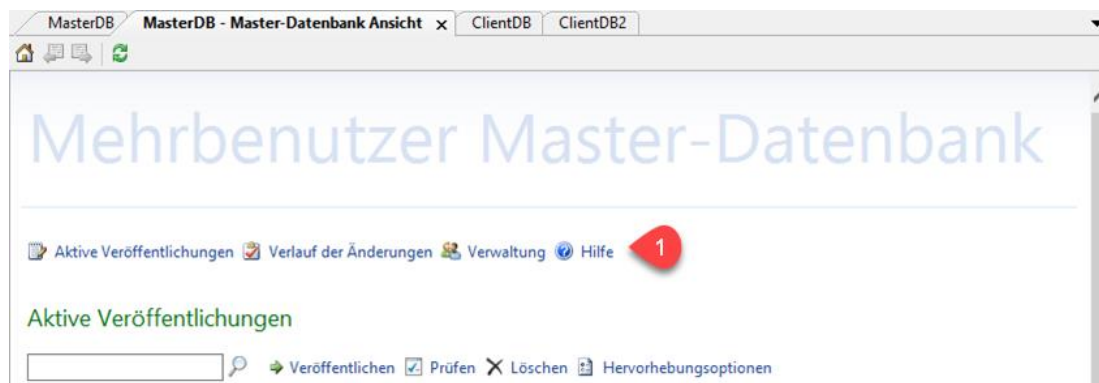 MasterDB MasterDB - Master-Datenbank Ansicht x ClientDB ClientDB2
Mehrbenutzer Master-Datenbank
Aktive Veröffentlichungen Verlauf der Änderungen Verwaltung Hilfe 1
Aktive Veröffentlichungen
Veröffentlichen Prüfen Löschen Hervorhebungsoptionen